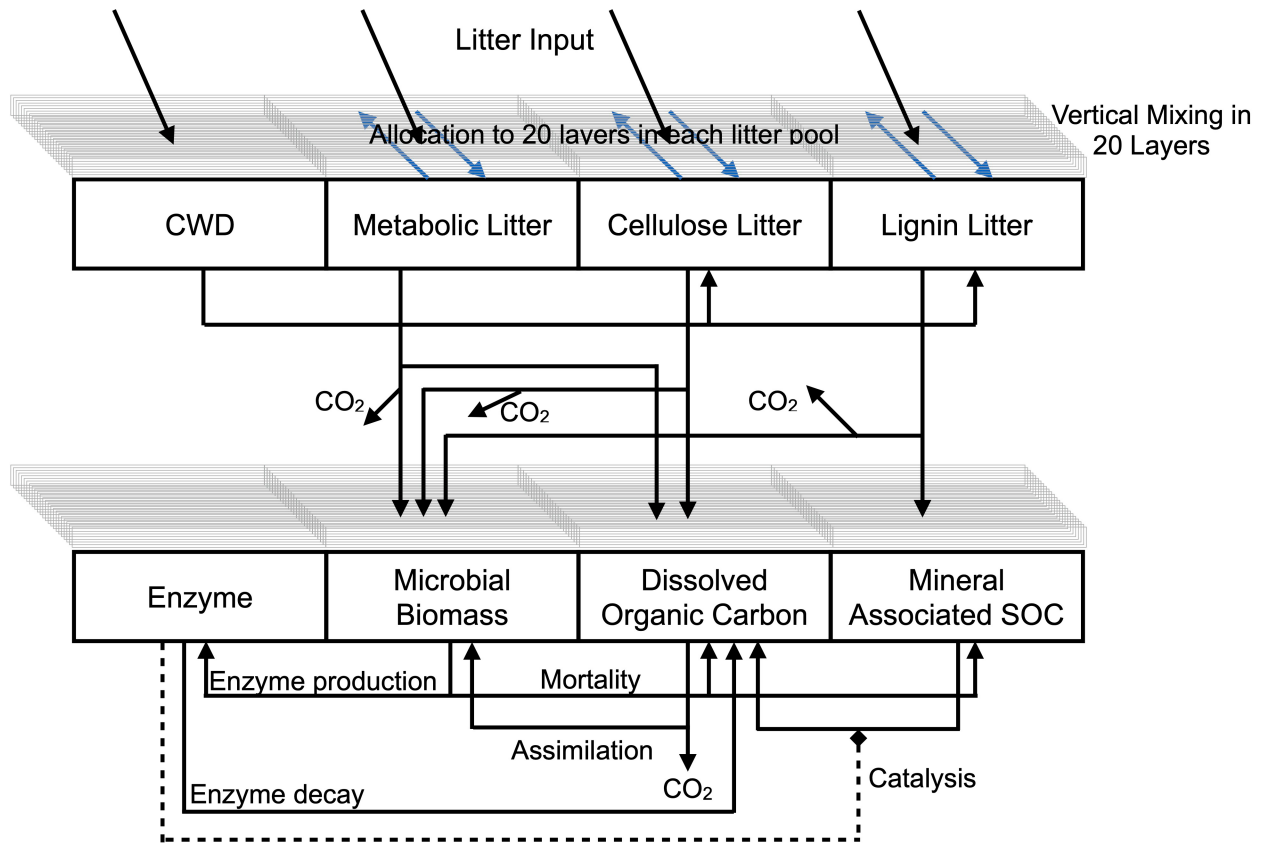 Litter Input
Allocation to 20 layers in each litter pool
Vertical Mixing in
20 Layers
CWD
Metabolic Litter
Cellulose Litter
Lignin Litter
CO₂
CO₂
CO₂
Enzyme
Microbial
Biomass
Dissolved
Organic Carbon
Mineral
Associated SOC
Enzyme production
Mortality
Assimilation
CO₂
Catalysis
Enzyme decay